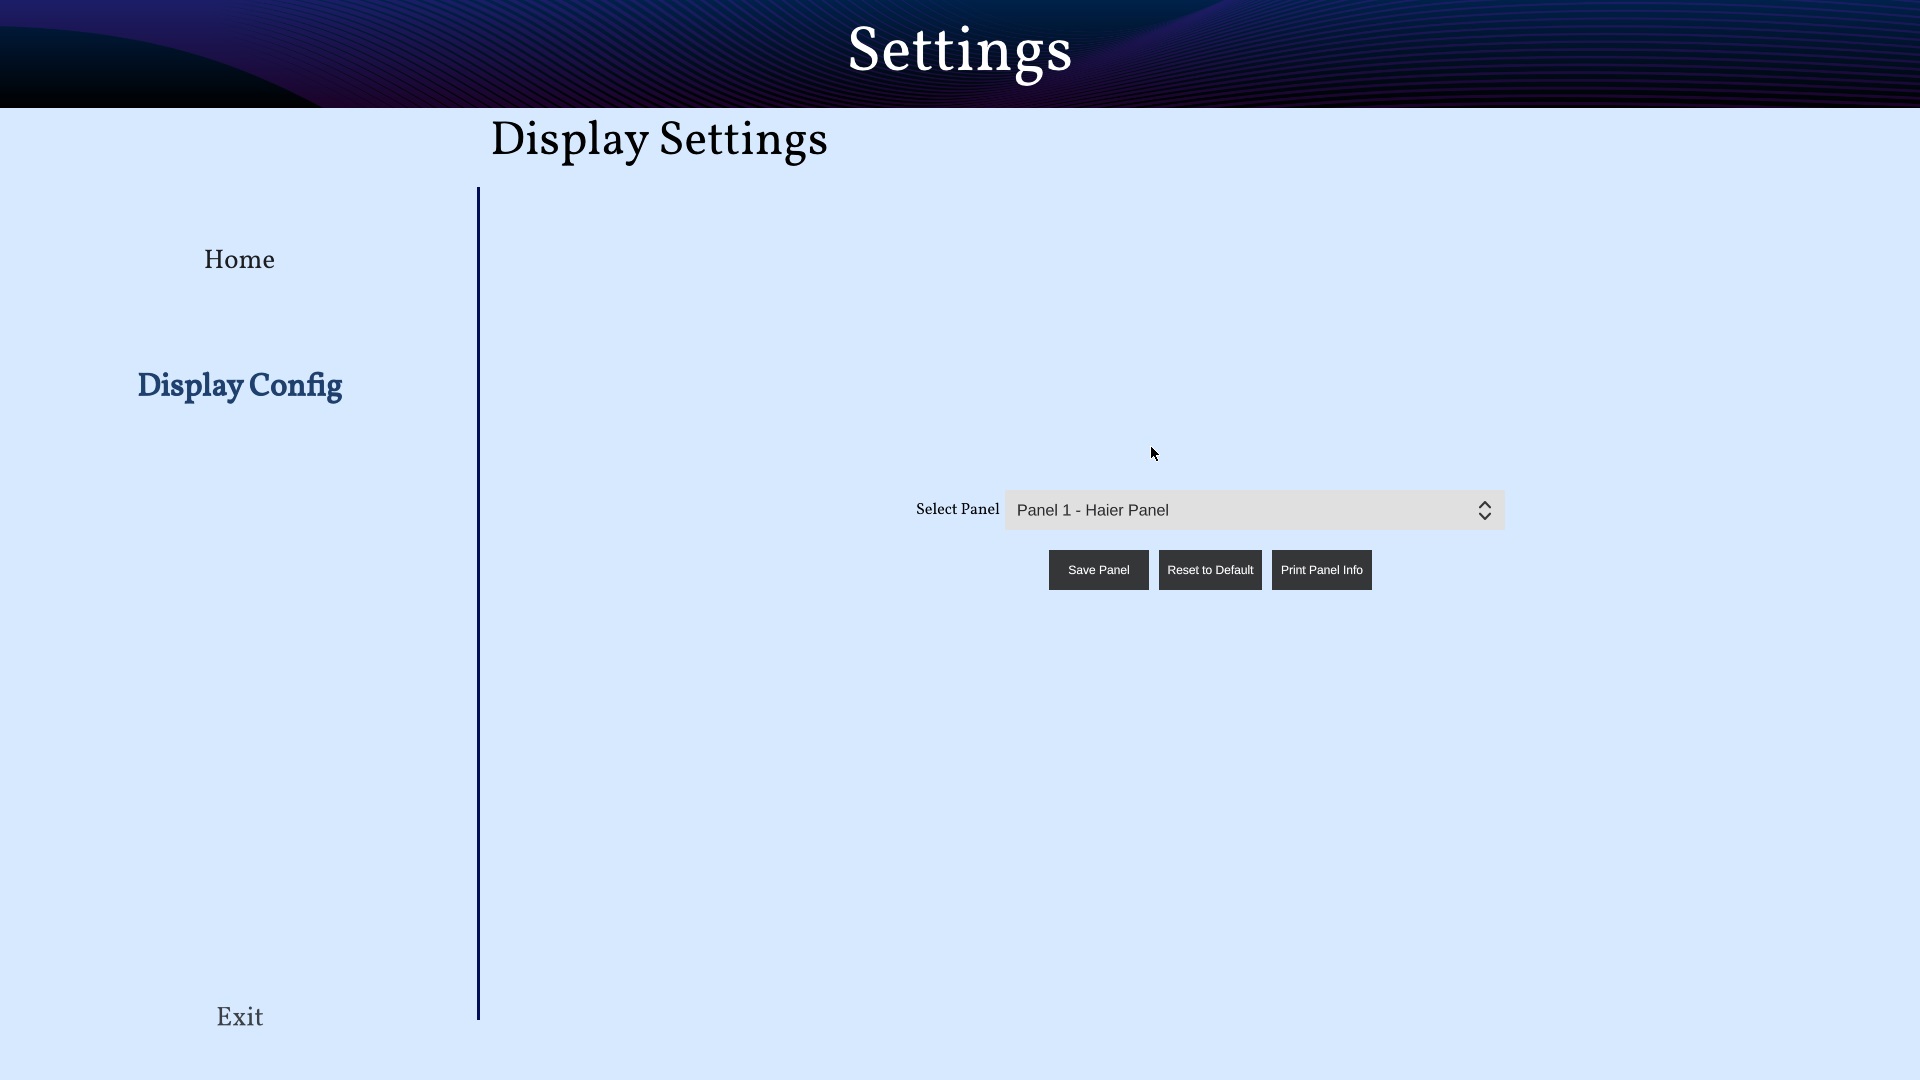 Settings
Display Settings
Home
Display Config
Select Panel
Panel 1 - Haier Panel
Save Panel
Reset to Default
Print Panel Info
Exit